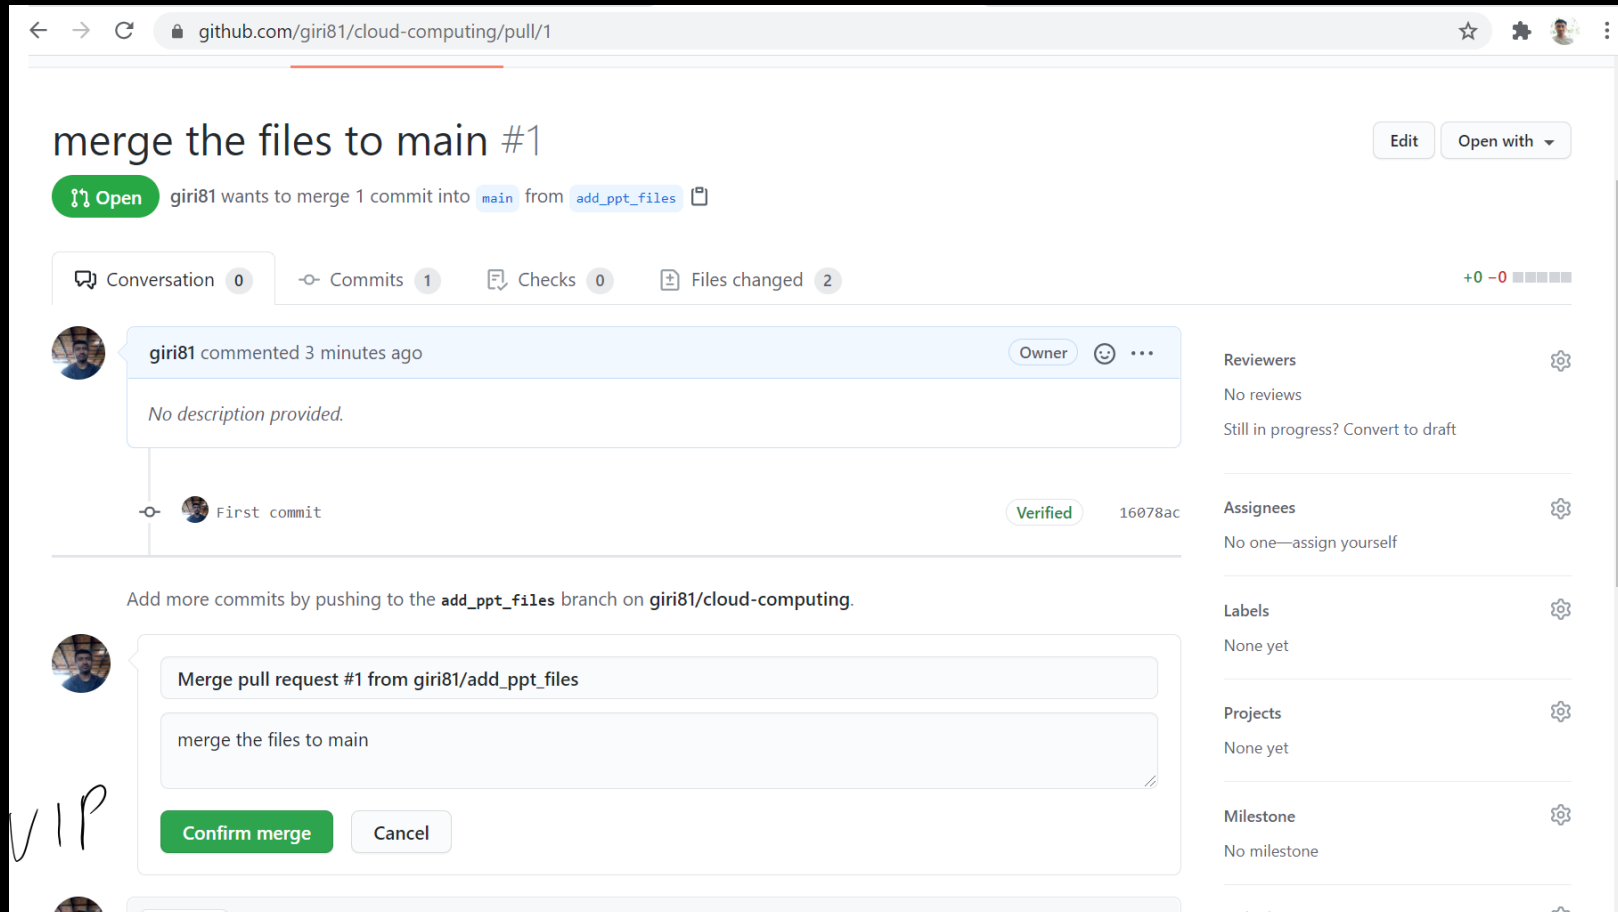 github.com/giri81/cloud-computing/pull/1
merge the files to main #1
Edit
Open with
Open
giri81 wants to merge 1 commit into main from add_ppt_files
Conversation 0
Commits 1
Checks 0
Files changed 2
+0 −0
giri81 commented 3 minutes ago
Owner
No description provided.
First commit
Verified
16078ac
Add more commits by pushing to the add_ppt_files branch on giri81/cloud-computing.
Merge pull request #1 from giri81/add_ppt_files
merge the files to main
VIP
Confirm merge
Cancel
Reviewers
No reviews
Still in progress? Convert to draft
Assignees
No one—assign yourself
Labels
None yet
Projects
None yet
Milestone
No milestone